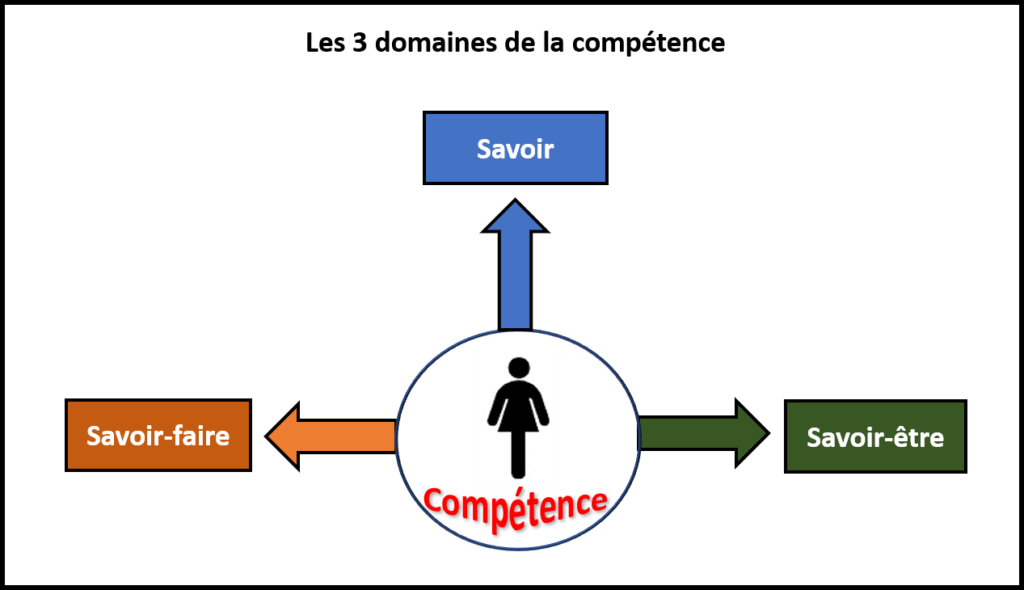 Les 3 domaines de la compétence
Savoir
Savoir-faire
Savoir-être
Compétence